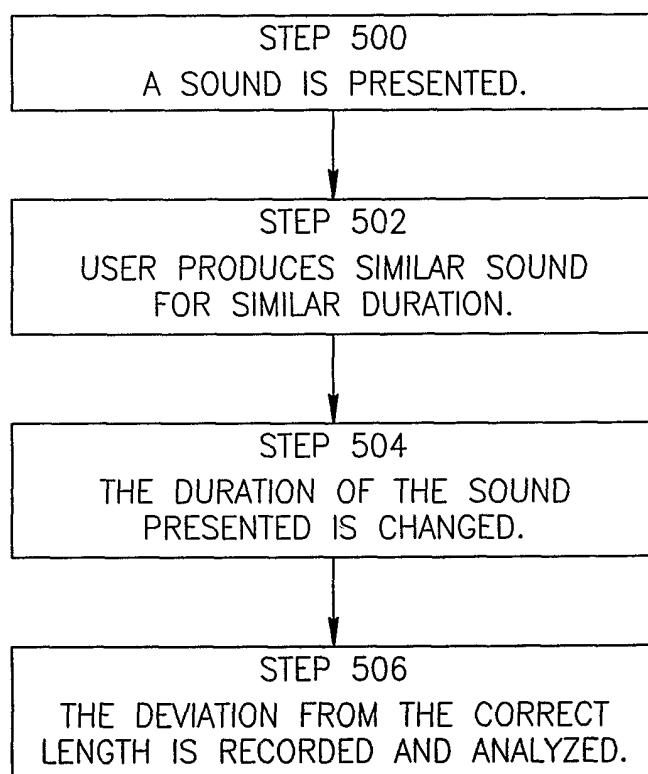 STEP 500
A SOUND IS PRESENTED.
STEP 502
USER PRODUCES SIMILAR SOUND
FOR SIMILAR DURATION.
STEP 504
THE DURATION OF THE SOUND
PRESENTED IS CHANGED.
STEP 506
THE DEVIATION FROM THE CORRECT
LENGTH IS RECORDED AND ANALYZED.